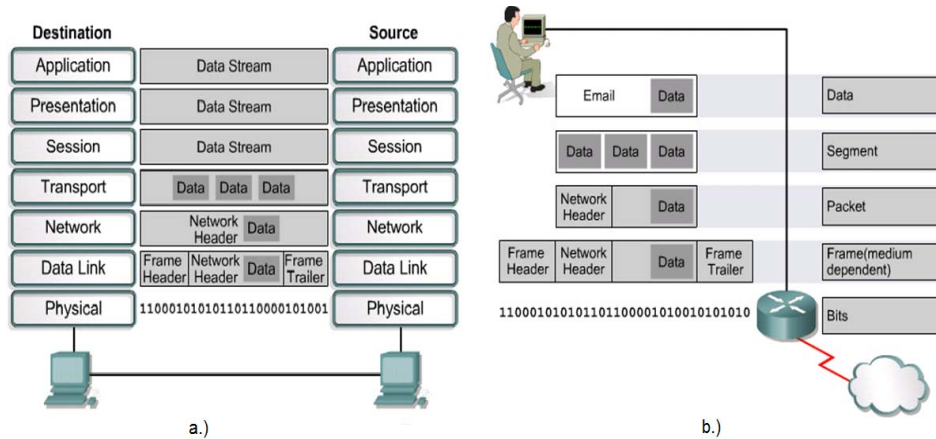 Destination
Source
Application
Data Stream
Application
Presentation
Data Stream
Presentation
Session
Data Stream
Session
Transport
Data Data Data
Transport
Network
Network
Header Data
Network
Data Link
Frame
Header
Network
Header
Data
Frame
Trailer
Data Link
Physical
1100010101011011000010​1001
Physical
a.)
Email
Data
Data
Data Data Data
Segment
Network
Header
Data
Packet
Frame
Header
Network
Header
Data
Frame
Trailer
Frame(medium
dependent)
110001010101101100001010010101010
Bits
b.)